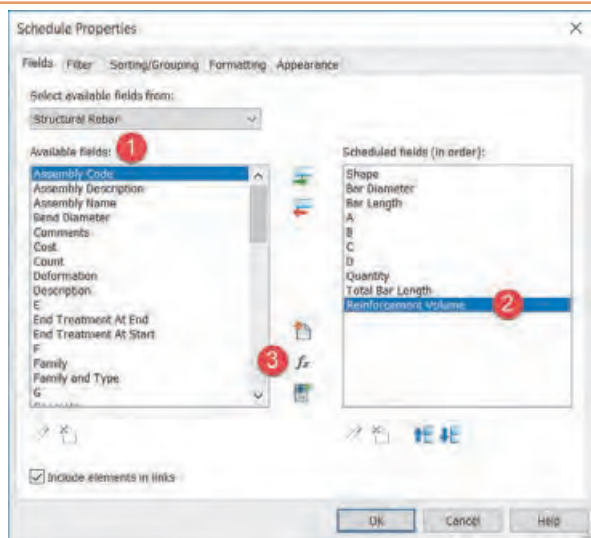 Schedule Properties
Fields Filter Sorting/Grouping Formatting Appearance
Select available fields from:
Structural Rebar
Available fields: 1
Assembly Code
Assembly Description
Assembly Name
Bend Diameter
Comments
Cost
Count
Deformation
Description
E
End Treatment At End
End Treatment At Start
F
Family
Family and Type
G
3
fx
Scheduled fields (in order):
Shape
Bar Diameter
Bar Length
A
B
C
D
Quantity
Total Bar Length
Reinforcement Volume 2
Include elements in links
OK Cancel Help